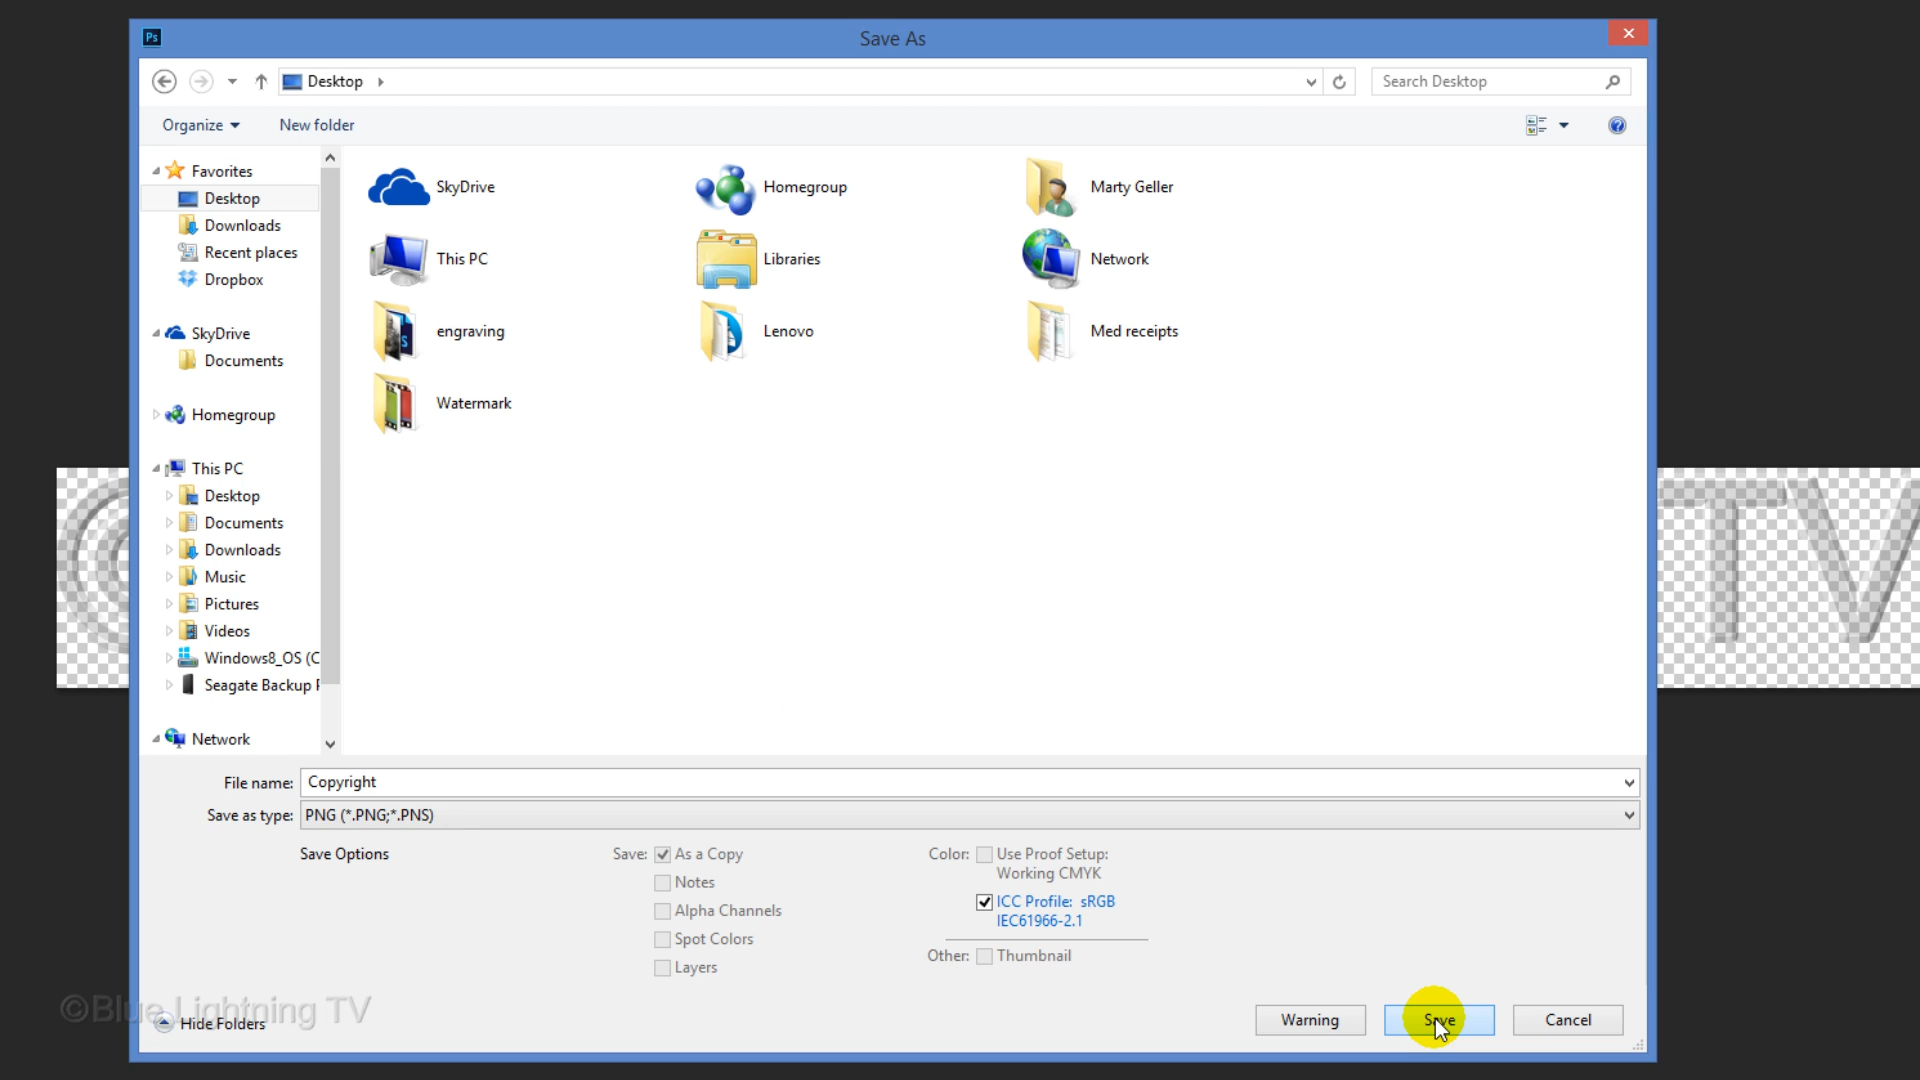 Ps
Save As
Desktop
Search Desktop
Organize
New folder
Favorites
Desktop
Downloads
Recent places
Dropbox
SkyDrive
Documents
Homegroup
This PC
Desktop
Documents
Downloads
Music
Pictures
Videos
Windows8_OS (C
Seagate Backup
Network
SkyDrive
Homegroup
Marty Geller
This PC
Libraries
Network
engraving
Lenovo
Med receipts
Watermark
© TV
File name: Copyright
Save as type: PNG (*.PNG;*.PNS)
Save Options
Save: As a Copy
Notes
Alpha Channels
Spot Colors
Layers
Color: Use Proof Setup:
Working CMYK
ICC Profile: sRGB
IEC61966-2.1
Other: Thumbnail
©Blue Lightning TV
Hide Folders
Warning
Save
Cancel